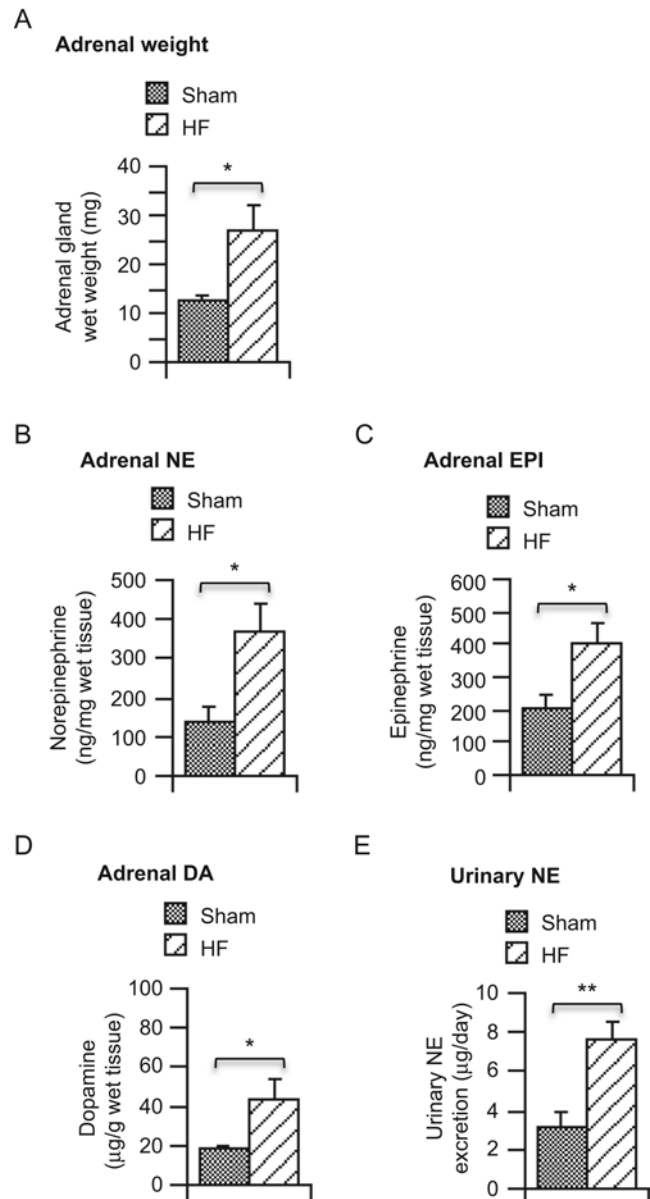 A
Adrenal weight
Sham
HF
Adrenal gland
wet weight (mg)
40
30
20
10
0
*
B
Adrenal NE
Sham
HF
Norepinephrine
(ng/mg wet tissue)
500
400
300
200
100
0
*
C
Adrenal EPI
Sham
HF
Epinephrine
(ng/mg wet tissue)
600
500
400
300
200
100
0
*
D
Adrenal DA
Sham
HF
Dopamine
(μg/g wet tissue)
100
80
60
40
20
0
*
E
Urinary NE
Sham
HF
Urinary NE
excretion (μg/day)
10
8
6
4
2
0
**